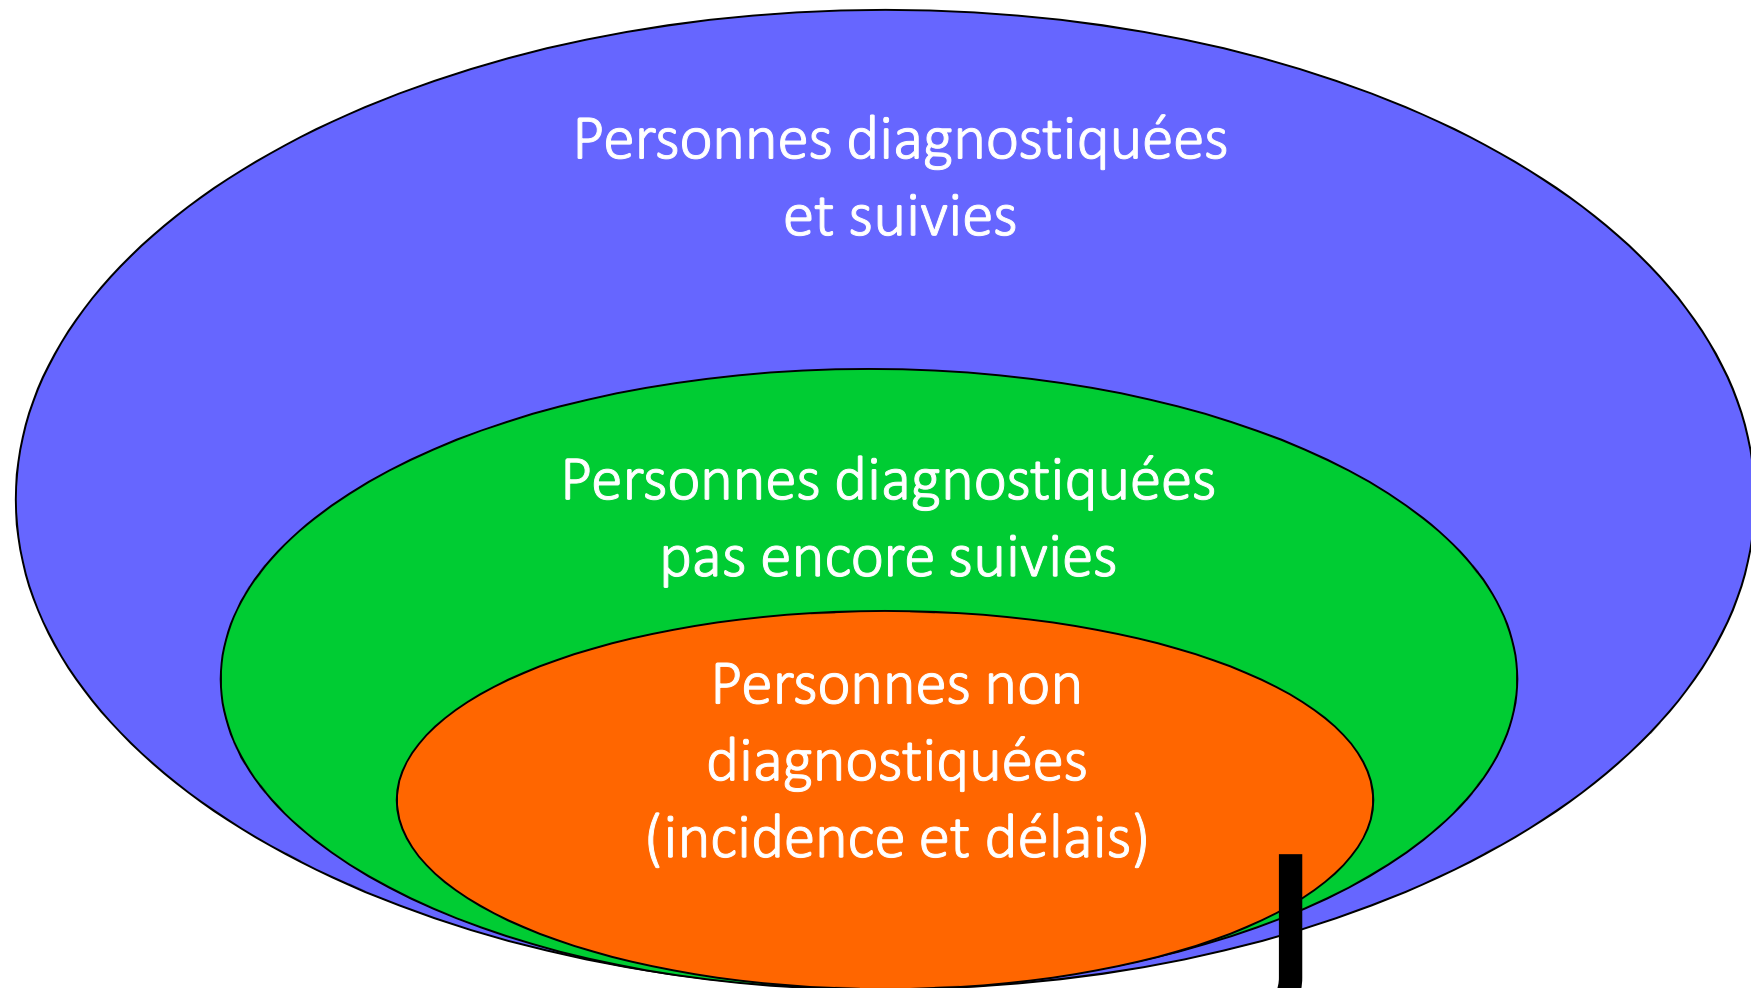 Personnes diagnostiquées
et suivies
Personnes diagnostiquées
pas encore suivies
Personnes non
diagnostiquées
(incidence et délais)